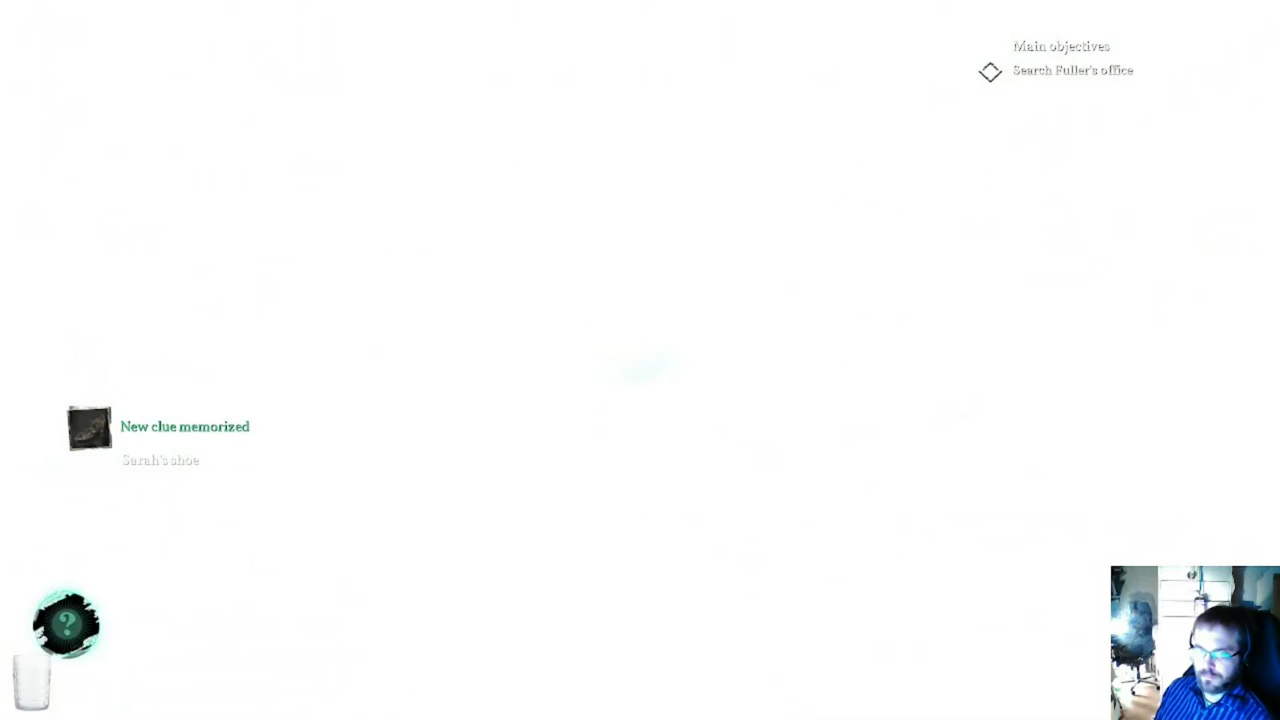 Main objectives
Search Fuller's office
New clue memorized
Sarah's shoe
?